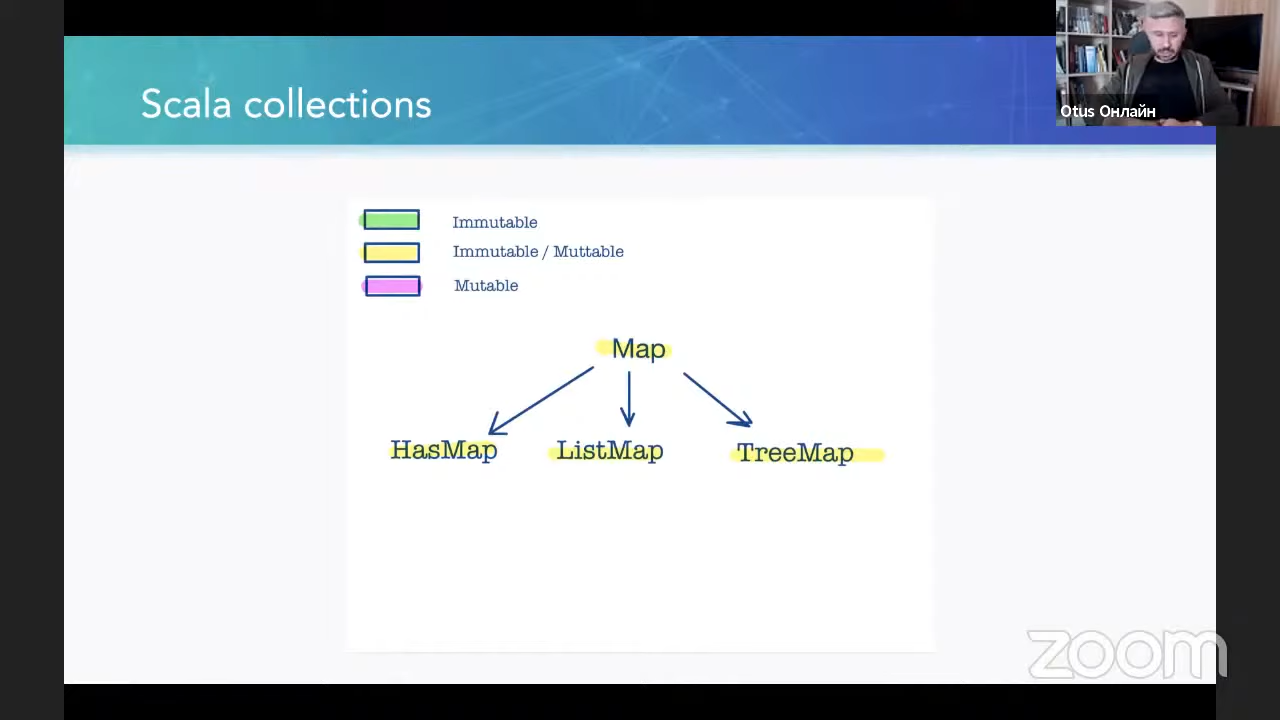 Scala collections
Otus Онлайн
Immutable
Immutable / Muttable
Mutable
Map
HasMap
ListMap
TreeMap
zoom